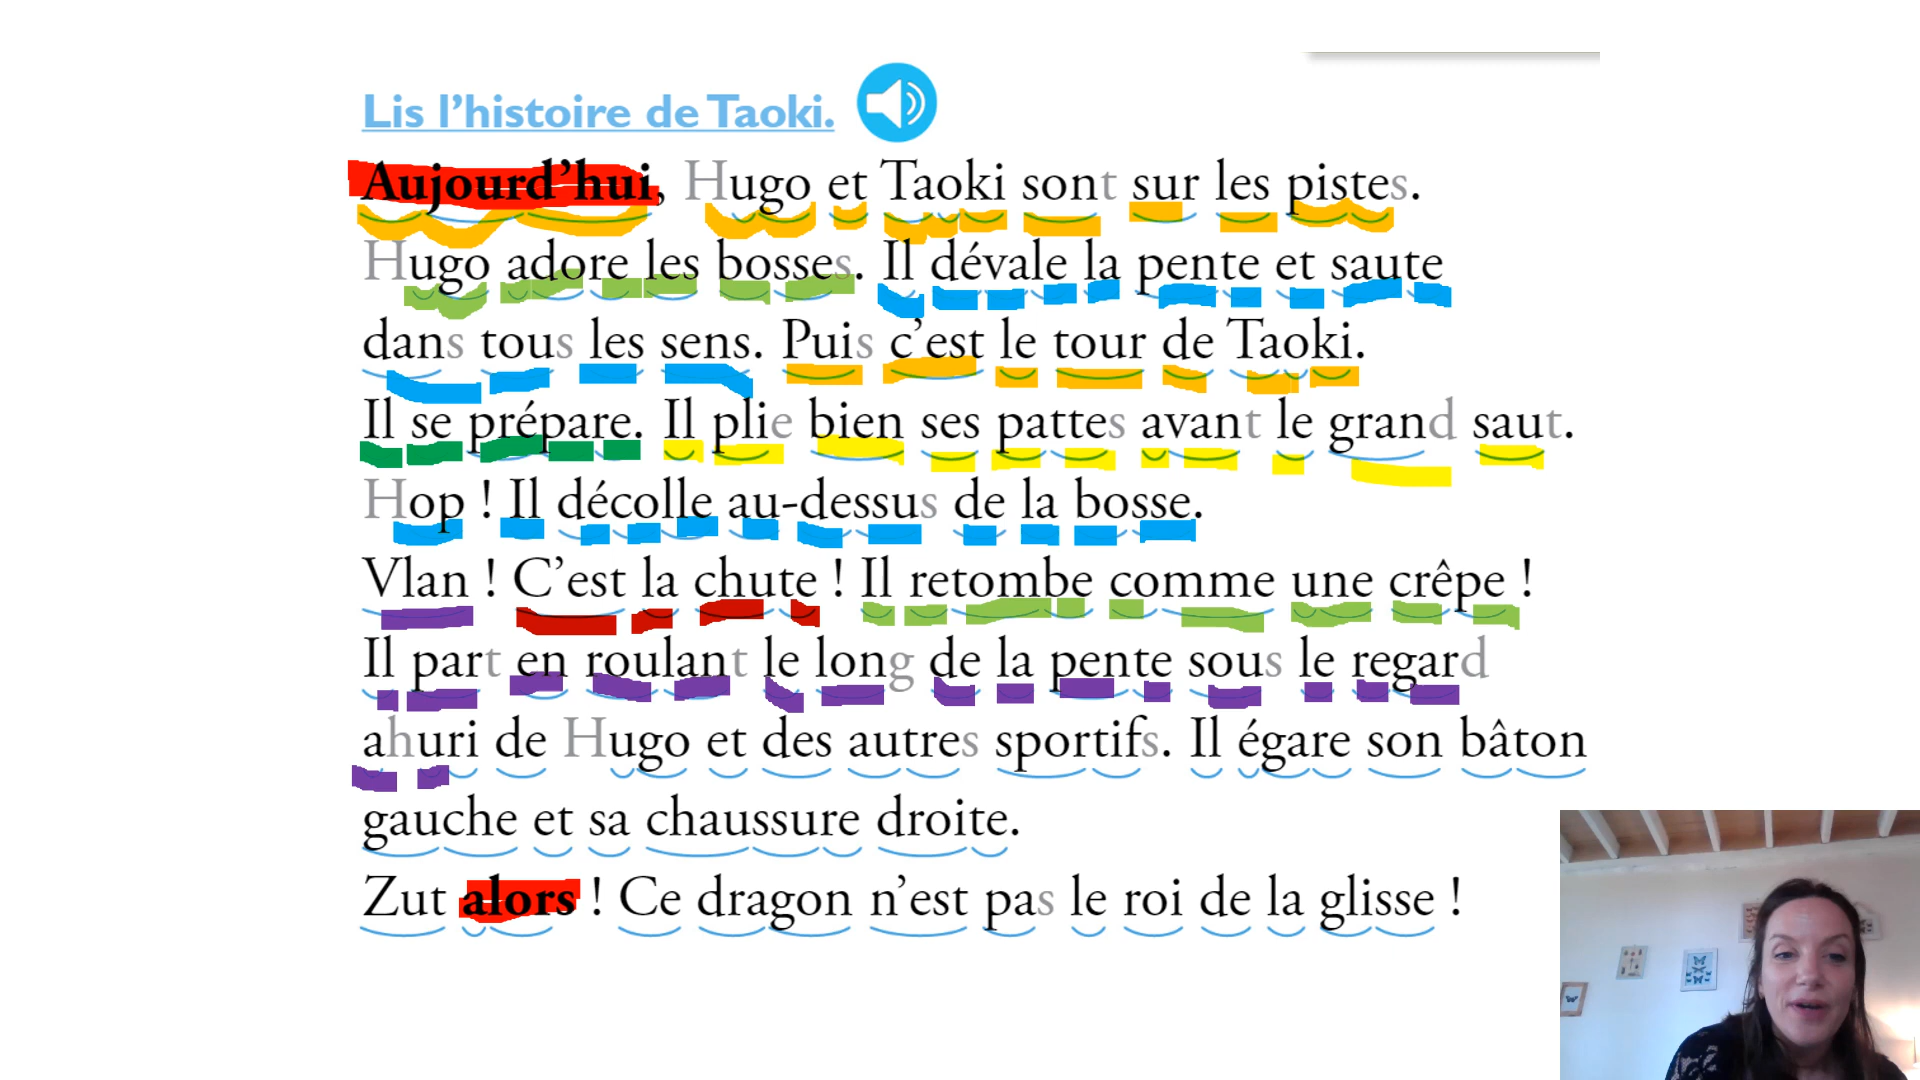 Lis l’histoire de Taoki.
Aujourd’hui, Hugo et Taoki sont sur les pistes.
Hugo adore les bosses. Il dévale la pente et saute
dans tous les sens. Puis c’est le tour de Taoki.
Il se prépare. Il plie bien ses pattes avant le grand saut.
Hop ! Il décolle au-dessus de la bosse.
Vlan ! C’est la chute ! Il retombe comme une crêpe !
Il part en roulant le long de la pente sous le regard
ahuri de Hugo et des autres sportifs. Il égare son bâton
gauche et sa chaussure droite.
Zut alors ! Ce dragon n’est pas le roi de la glisse !